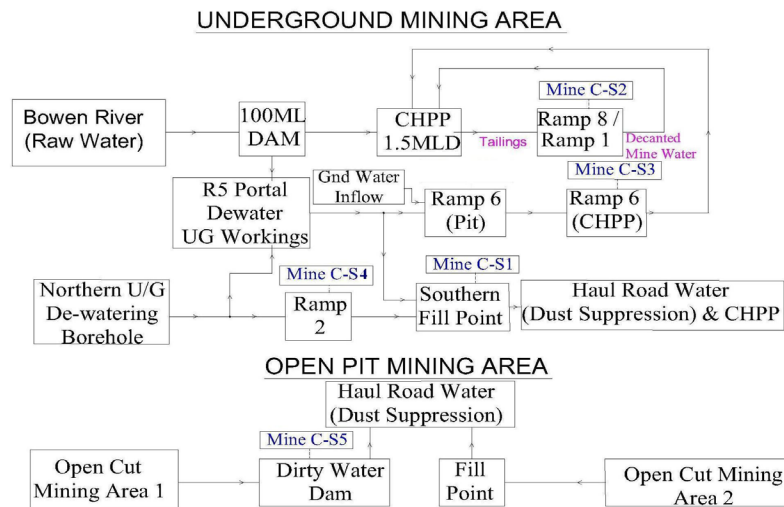 UNDERGROUND MINING AREA
Mine C-S2
Bowen River
(Raw Water)
100ML
DAM
CHPP
1.5MLD
Tailings
Ramp 8 /
Ramp 1
Decanted
Mine Water
Mine C-S3
R5 Portal
Dewater
UG Workings
Gnd Water
Inflow
Ramp 6
(Pit)
Ramp 6
(CHPP)
Mine C-S4
Mine C-S1
Northern U/G
De-watering
Borehole
Ramp
2
Southern
Fill Point
Haul Road Water
(Dust Suppression) & CHPP
OPEN PIT MINING AREA
Haul Road Water
(Dust Suppression)
Mine C-S5
Open Cut
Mining Area 1
Dirty Water
Dam
Fill
Point
Open Cut Mining
Area 2